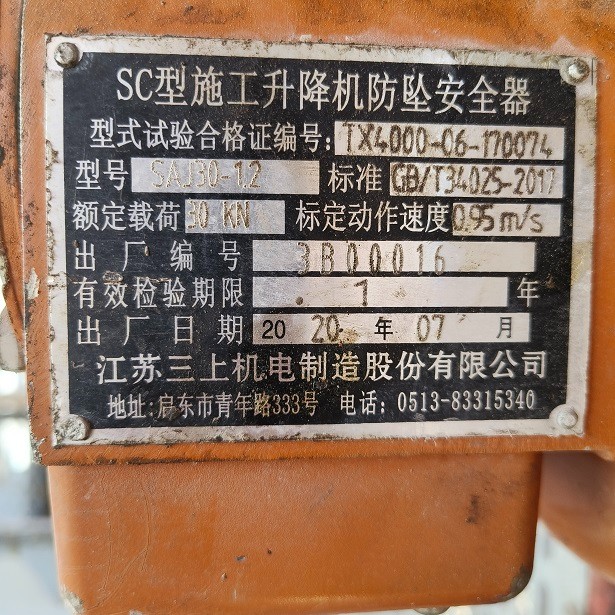 SC型施工升降机防坠安全器
型式试验合格证编号: TX4000-06-170074
型号 SAJ30-1.2 标准 GB/T34025-2017
额定载荷 30 KN 标定动作速度 0.95m/s
出厂编号 3B00016
有效检验期限 1 年
出厂日期 2020 年 07 月
江苏三上机电制造股份有限公司
地址:启东市青年路333号 电话: 0513-83315340